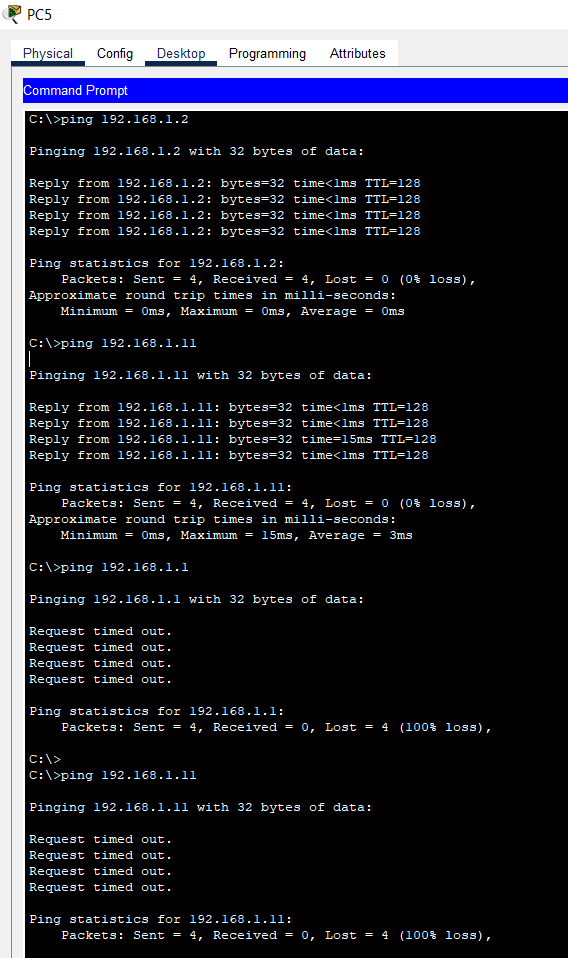 PC5
Physical Config Desktop Programming Attributes
Command Prompt
C:\>ping 192.168.1.2
Pinging 192.168.1.2 with 32 bytes of data:
Reply from 192.168.1.2: bytes=32 time<1ms TTL=128
Reply from 192.168.1.2: bytes=32 time<1ms TTL=128
Reply from 192.168.1.2: bytes=32 time<1ms TTL=128
Reply from 192.168.1.2: bytes=32 time<1ms TTL=128
Ping statistics for 192.168.1.2:
Packets: Sent = 4, Received = 4, Lost = 0 (0% loss),
Approximate round trip times in milli-seconds:
Minimum = 0ms, Maximum = 0ms, Average = 0ms
C:\>ping 192.168.1.11
Pinging 192.168.1.11 with 32 bytes of data:
Reply from 192.168.1.11: bytes=32 time<1ms TTL=128
Reply from 192.168.1.11: bytes=32 time<1ms TTL=128
Reply from 192.168.1.11: bytes=32 time=15ms TTL=128
Reply from 192.168.1.11: bytes=32 time<1ms TTL=128
Ping statistics for 192.168.1.11:
Packets: Sent = 4, Received = 4, Lost = 0 (0% loss),
Approximate round trip times in milli-seconds:
Minimum = 0ms, Maximum = 15ms, Average = 3ms
C:\>ping 192.168.1.1
Pinging 192.168.1.1 with 32 bytes of data:
Request timed out.
Request timed out.
Request timed out.
Request timed out.
Ping statistics for 192.168.1.1:
Packets: Sent = 4, Received = 0, Lost = 4 (100% loss),
C:\>
C:\>ping 192.168.1.11
Pinging 192.168.1.11 with 32 bytes of data:
Request timed out.
Request timed out.
Request timed out.
Request timed out.
Ping statistics for 192.168.1.11:
Packets: Sent = 4, Received = 0, Lost = 4 (100% loss),